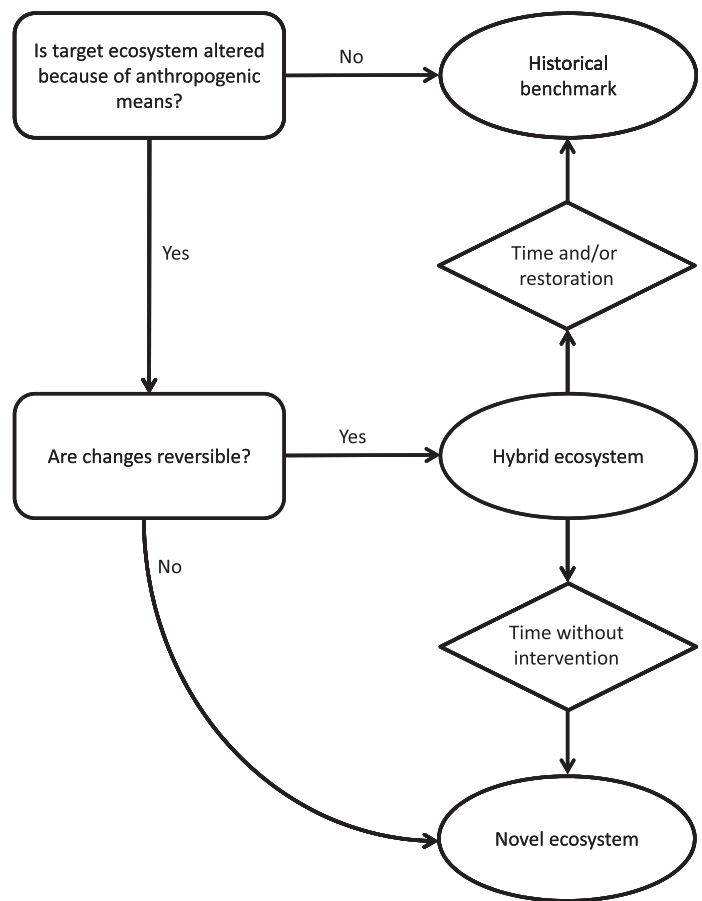 Is target ecosystem altered
because of anthropogenic
means?
No
Historical
benchmark
Yes
Time and/or
restoration
Are changes reversible?
Yes
Hybrid ecosystem
No
Time without
intervention
Novel ecosystem